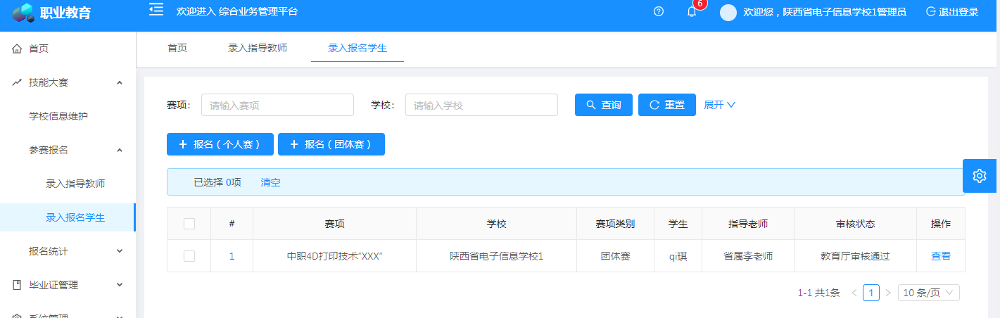 职业教育
欢迎进入 综合业务管理平台
6
欢迎您，陕西省电子信息学校1管理员
退出登录
首页
技能大赛
学校信息维护
参赛报名
录入指导教师
录入报名学生
报名统计
毕业证管理
系统管理
首页 录入指导教师 录入报名学生
赛项： 请输入赛项 学校： 请输入学校 查询 重置 展开
+ 报名（个人赛） + 报名（团体赛）
已选择 0项 清空
# 赛项 学校 赛项类别 学生 指导老师 审核状态 操作
1 中职4D打印技术“XXX” 陕西省电子信息学校1 团体赛 qi琪 省属李老师 教育厅审核通过 查看
1-1 共1条 < 1 > 10 条/页